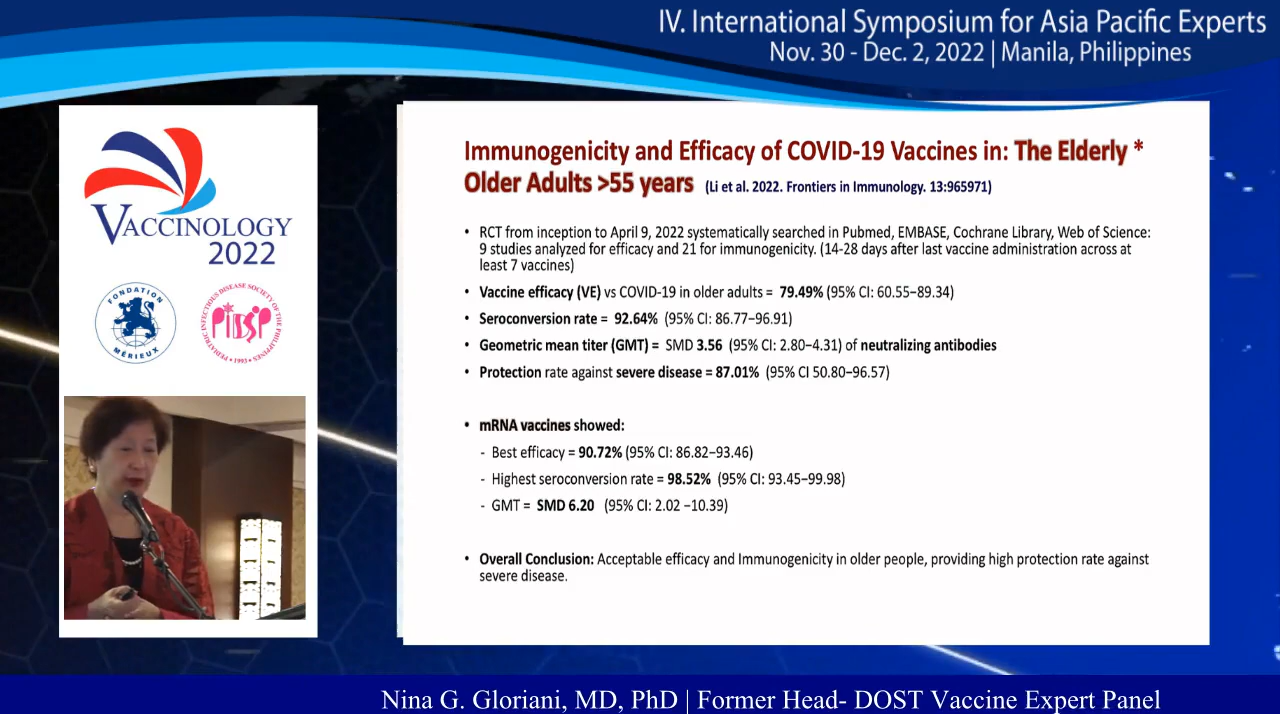 IV. International Symposium for Asia Pacific Experts
Nov. 30 - Dec. 2, 2022 | Manila, Philippines
VACCINOLOGY
2022
FONDATION
MÉRIEUX
PEDIATRIC INFECTIOUS DISEASE SOCIETY OF THE PHILIPPINES
PIDSP
• 1993 •
Immunogenicity and Efficacy of COVID-19 Vaccines in: The Elderly *
Older Adults >55 years (Li et al. 2022. Frontiers in Immunology. 13:965971)
• RCT from inception to April 9, 2022 systematically searched in Pubmed, EMBASE, Cochrane Library, Web of Science:
9 studies analyzed for efficacy and 21 for immunogenicity. (14-28 days after last vaccine administration across at
least 7 vaccines)
• Vaccine efficacy (VE) vs COVID-19 in older adults = 79.49% (95% CI: 60.55−89.34)
• Seroconversion rate = 92.64% (95% CI: 86.77−96.91)
• Geometric mean titer (GMT) = SMD 3.56 (95% CI: 2.80−4.31) of neutralizing antibodies
• Protection rate against severe disease = 87.01% (95% CI 50.80−96.57)
• mRNA vaccines showed:
- Best efficacy = 90.72% (95% CI: 86.82−93.46)
- Highest seroconversion rate = 98.52% (95% CI: 93.45−99.98)
- GMT = SMD 6.20 (95% CI: 2.02 −10.39)
• Overall Conclusion: Acceptable efficacy and Immunogenicity in older people, providing high protection rate against
severe disease.
Nina G. Gloriani, MD, PhD | Former Head- DOST Vaccine Expert Panel